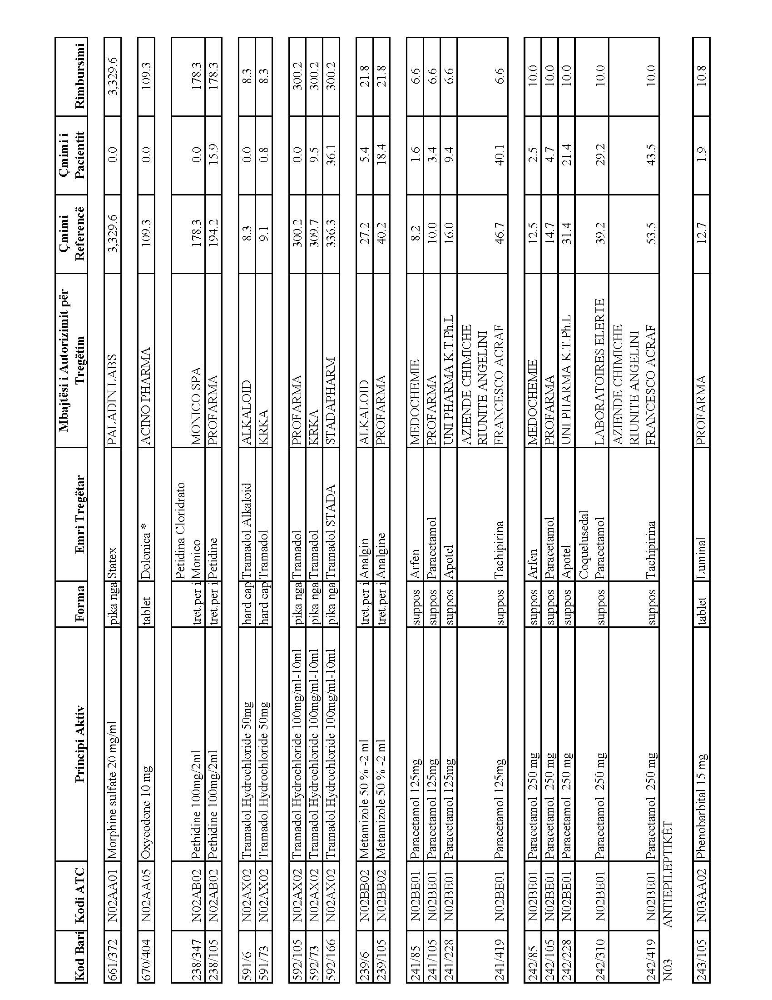 Kod Bari Kodi ATC Principi Aktiv Forma Emri Tregëtar Mbajtësi i Autorizimit për Tregëtim Çmimi Referencë Çmimi i Pacientit Rimbursimi
661/372 N02AA01 Morphine sulfate 20 mg/ml pika nga Statex PALADIN LABS 3,329.6 0.0 3,329.6
670/404 N02AA05 Oxycodone 10 mg tablet Dolonica * ACINO PHARMA 109.3 0.0 109.3
238/347 N02AB02 Pethidine 100mg/2ml tret.per i Petidina Cloridrato Monico MONICO SPA 178.3 0.0 178.3
238/105 N02AB02 Pethidine 100mg/2ml tret.per i Petidine PROFARMA 194.2 15.9 178.3
591/6 N02AX02 Tramadol Hydrochloride 50mg hard cap Tramadol Alkaloid ALKALOID 8.3 0.0 8.3
591/73 N02AX02 Tramadol Hydrochloride 50mg hard cap Tramadol KRKA 9.1 0.8 8.3
592/105 N02AX02 Tramadol Hydrochloride 100mg/ml-10ml pika nga Tramadol PROFARMA 300.2 0.0 300.2
592/73 N02AX02 Tramadol Hydrochloride 100mg/ml-10ml pika nga Tramadol KRKA 309.7 9.5 300.2
592/166 N02AX02 Tramadol Hydrochloride 100mg/ml-10ml pika nga Tramadol STADA STADAPHARM 336.3 36.1 300.2
239/6 N02BB02 Metamizole 50 % -2 ml tret.per i Analgin ALKALOID 27.2 5.4 21.8
239/105 N02BB02 Metamizole 50 % -2 ml tret.per i Analgine PROFARMA 40.2 18.4 21.8
241/85 N02BE01 Paracetamol 125mg suppos Arfen MEDOCHEMIE 8.2 1.6 6.6
241/105 N02BE01 Paracetamol 125mg suppos Paracetamol PROFARMA 10.0 3.4 6.6
241/228 N02BE01 Paracetamol 125mg suppos Apotel UNI PHARMA K.T.Ph.L 16.0 9.4 6.6
241/419 N02BE01 Paracetamol 125mg suppos Tachipirina AZIENDE CHIMICHE RIUNITE ANGELINI FRANCESCO ACRAF 46.7 40.1 6.6
242/85 N02BE01 Paracetamol 250 mg suppos Arfen MEDOCHEMIE 12.5 2.5 10.0
242/105 N02BE01 Paracetamol 250 mg suppos Paracetamol PROFARMA 14.7 4.7 10.0
242/228 N02BE01 Paracetamol 250 mg suppos Apotel UNI PHARMA K.T.Ph.L 31.4 21.4 10.0
242/310 N02BE01 Paracetamol 250 mg suppos Coquelusedal Paracetamol LABORATOIRES ELERTE 39.2 29.2 10.0
242/419 N02BE01 Paracetamol 250 mg suppos Tachipirina AZIENDE CHIMICHE RIUNITE ANGELINI FRANCESCO ACRAF 53.5 43.5 10.0
N03 ANTIEPILEPTIKËT
243/105 N03AA02 Phenobarbital 15 mg tablet Luminal PROFARMA 12.7 1.9 10.8